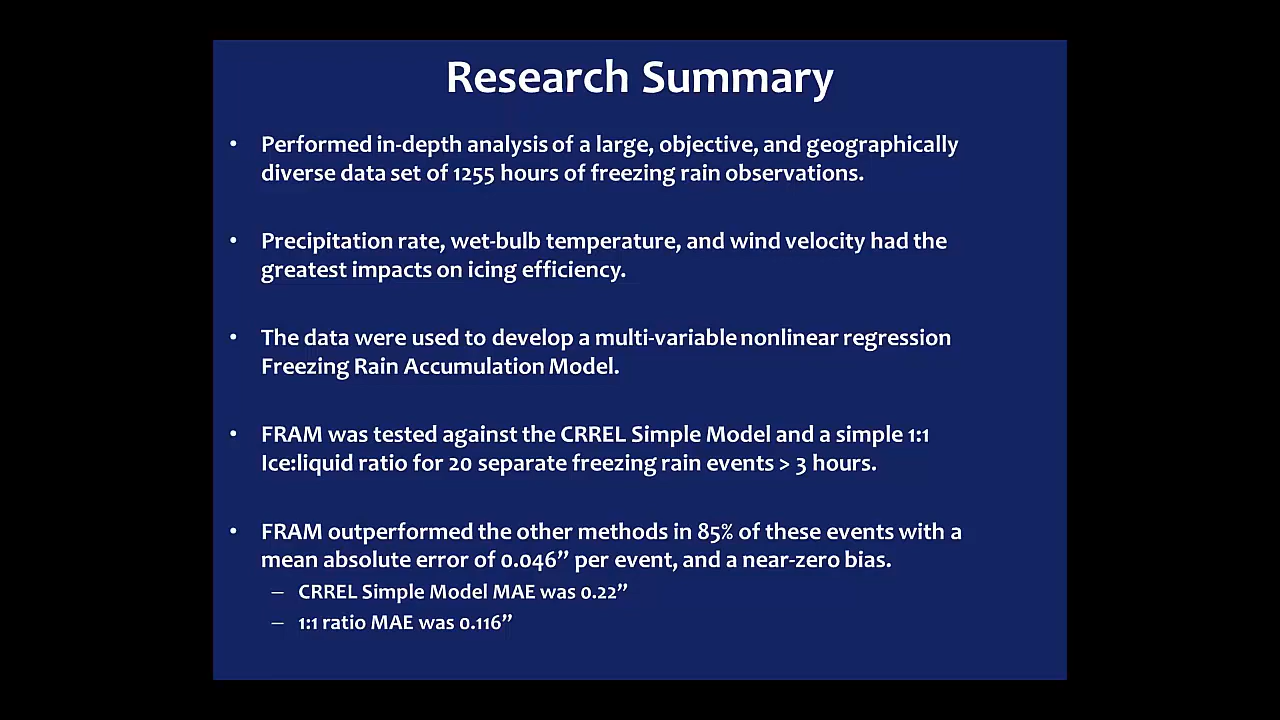 Research Summary
• Performed in-depth analysis of a large, objective, and geographically
diverse data set of 1255 hours of freezing rain observations.
• Precipitation rate, wet-bulb temperature, and wind velocity had the
greatest impacts on icing efficiency.
• The data were used to develop a multi-variable nonlinear regression
Freezing Rain Accumulation Model.
• FRAM was tested against the CRREL Simple Model and a simple 1:1
Ice:liquid ratio for 20 separate freezing rain events > 3 hours.
• FRAM outperformed the other methods in 85% of these events with a
mean absolute error of 0.046” per event, and a near-zero bias.
– CRREL Simple Model MAE was 0.22”
– 1:1 ratio MAE was 0.116”